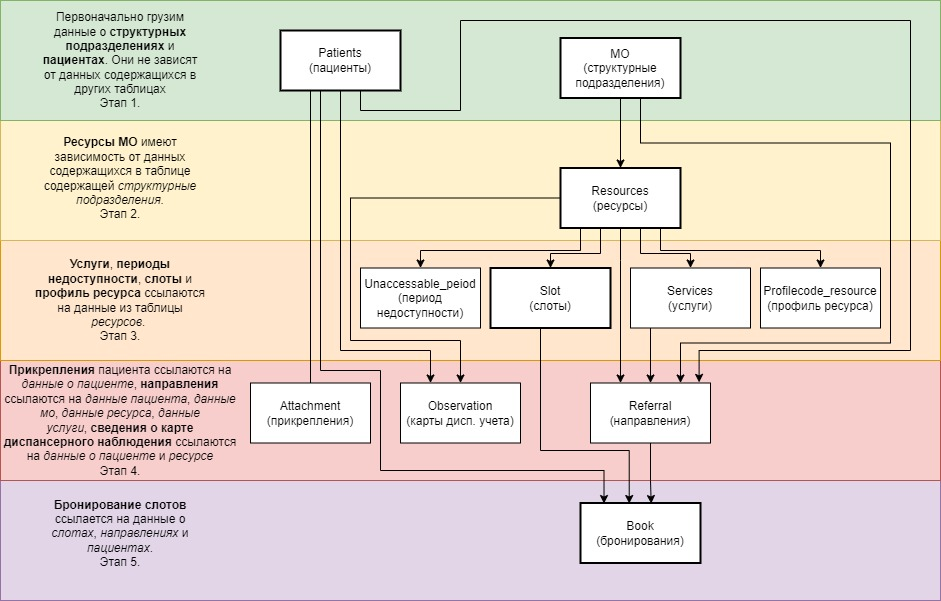 Первоначально грузим
данные о структурных
подразделениях и
пациентах. Они не зависят
от данных содержащихся в
других таблицах
Этап 1.
Patients
(пациенты)
МО
(структурные
подразделения)
Ресурсы МО имеют
зависимость от данных
содержащихся в таблице
содержащей структурные
подразделения.
Этап 2.
Resources
(ресурсы)
Услуги, периоды
недоступности, слоты и
профиль ресурса ссылаются
на данные из таблицы
ресурсов.
Этап 3.
Unaccessable_peiod
(период
недоступности)
Slot
(слоты)
Services
(услуги)
Profilecode_resource
(профиль ресурса)
Прикрепления пациента ссылаются на
данные о пациенте, направления
ссылаются на данные пациента, данные
мо, данные ресурса, данные
услуги, сведения о карте
диспансерного наблюдения ссылаются
на данные о пациенте и ресурсе
Этап 4.
Attachment
(прикрепления)
Observation
(карты дисп. учета)
Referral
(направления)
Бронирование слотов
ссылается на данные о
слотах, направлениях и
пациентах.
Этап 5.
Book
(бронирования)